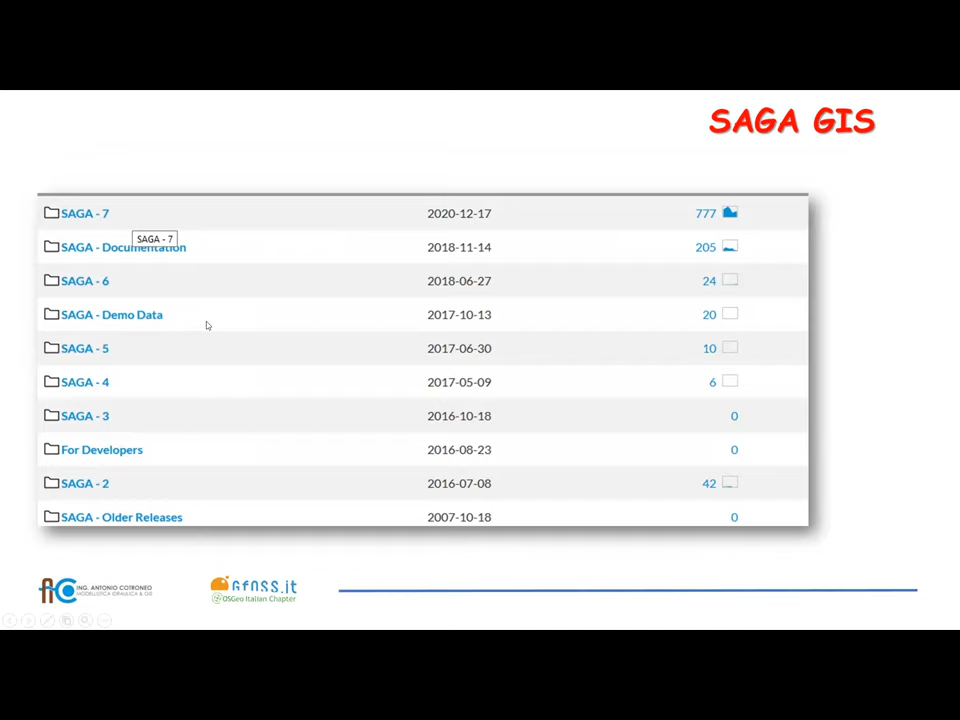 SAGA GIS
SAGA - 7 2020-12-17 777
SAGA - 7
SAGA - Documentation 2018-11-14 205
SAGA - 6 2018-06-27 24
SAGA - Demo Data 2017-10-13 20
SAGA - 5 2017-06-30 10
SAGA - 4 2017-05-09 6
SAGA - 3 2016-10-18 0
For Developers 2016-08-23 0
SAGA - 2 2016-07-08 42
SAGA - Older Releases 2007-10-18 0
ING. ANTONIO COTRONEO
MODELLISTICA IDRAULICA & GIS
GFOSS.it
OSGeo Italian Chapter